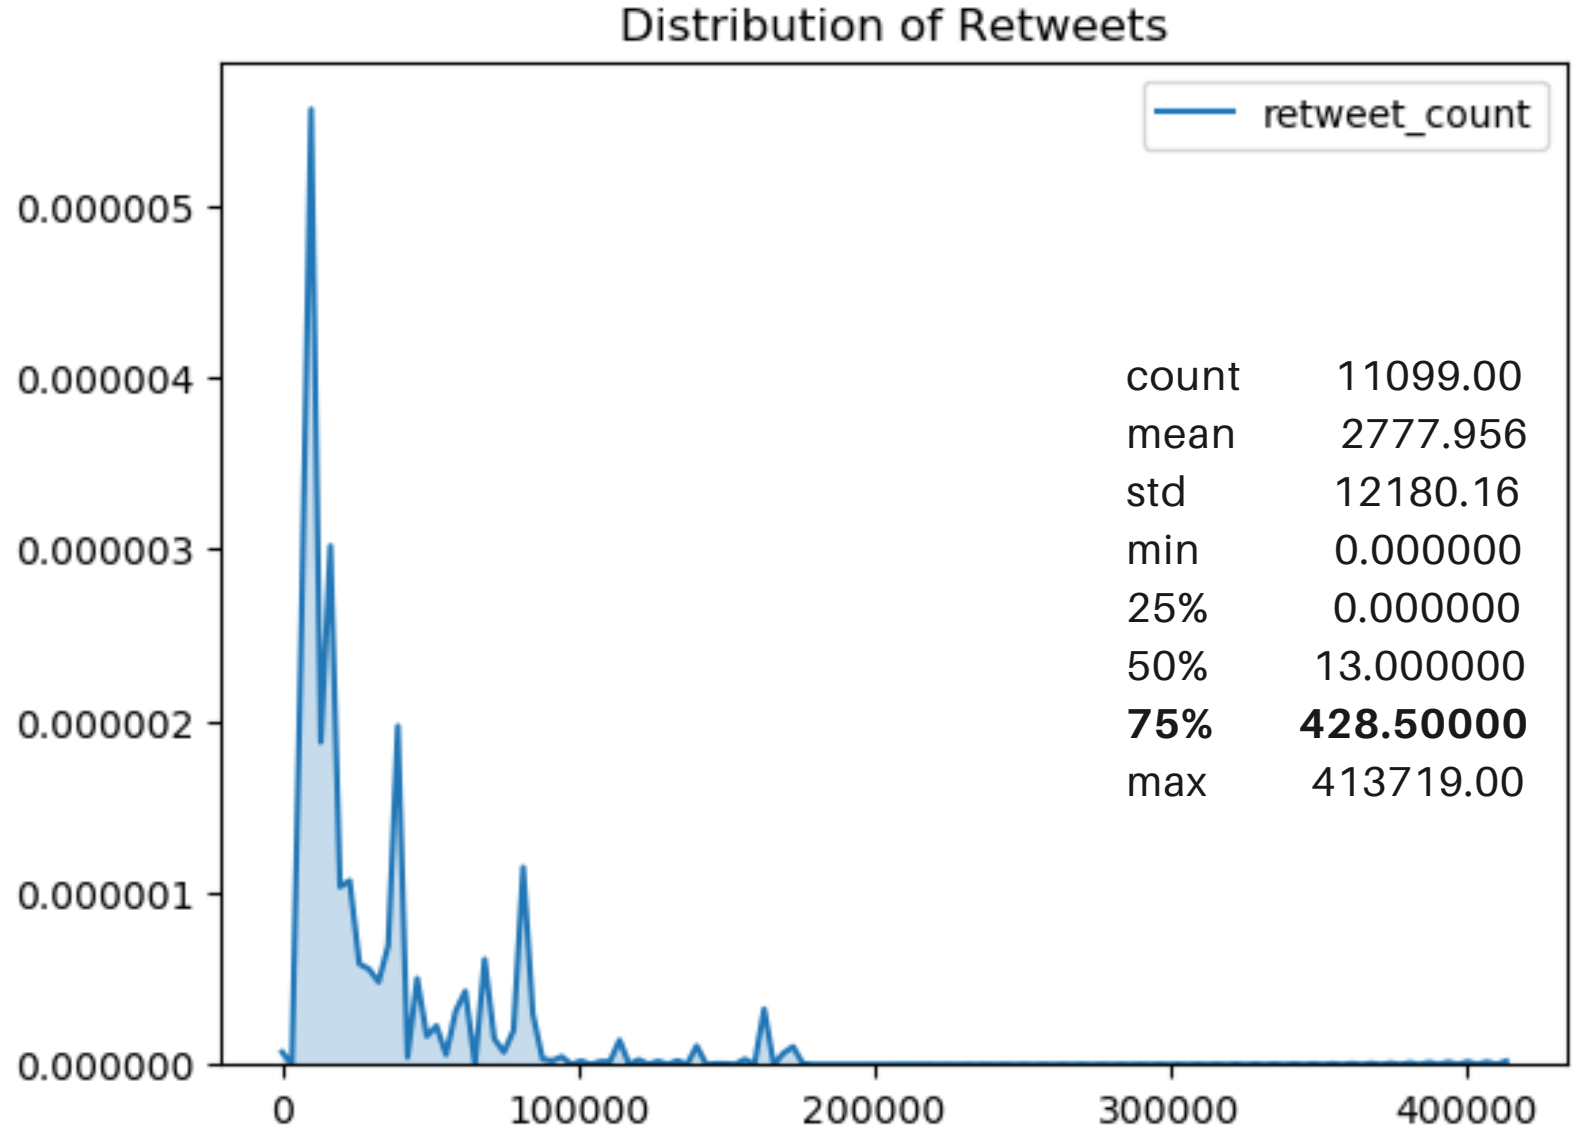 Distribution of Retweets
retweet_count
0.000005
0.000004
0.000003
0.000002
0.000001
0.000000
count 11099.00
mean 2777.956
std 12180.16
min 0.000000
25% 0.000000
50% 13.000000
75% 428.50000
max 413719.00
0 100000 200000 300000 400000